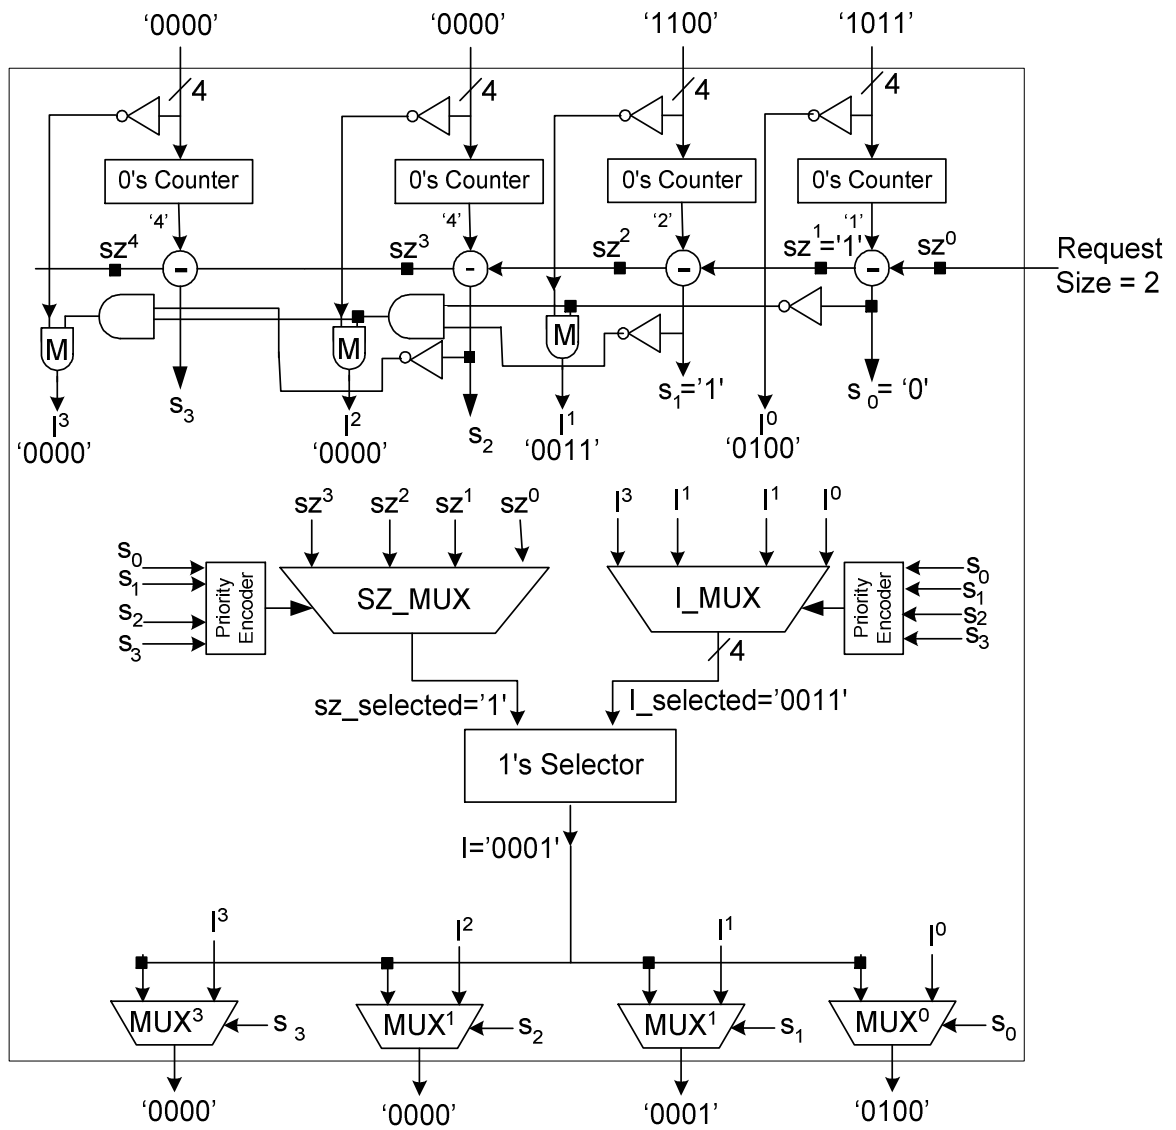 ‘0000’ ‘0000’ ‘1100’ ‘1011’
4 4 4 4
0's Counter 0's Counter 0's Counter 0's Counter
‘4’ ‘4’ ‘2’ ‘1’
sz4 sz3 sz2 sz1='1' sz0
- - - -
Request
Size = 2
M M M
s3 s2 s1=’1' s0= ‘0’
I3 I2 I1 I0
‘0000’ ‘0000’ ‘0011’ ‘0100’
sz3 sz2 sz1 sz0 I3 I1 I1 I0
s0
s1
s2
s3
Priority
Encoder
SZ_MUX I_MUX
Priority
Encoder
s0
s1
s2
s3
4
sz_selected=’1' I_selected=’0011'
1's Selector
I=’0001'
I3 I2 I1 I0
MUX3 s3 MUX1 s2 MUX1 s1 MUX0 s0
‘0000’ ‘0000’ ‘0001’ ‘0100’